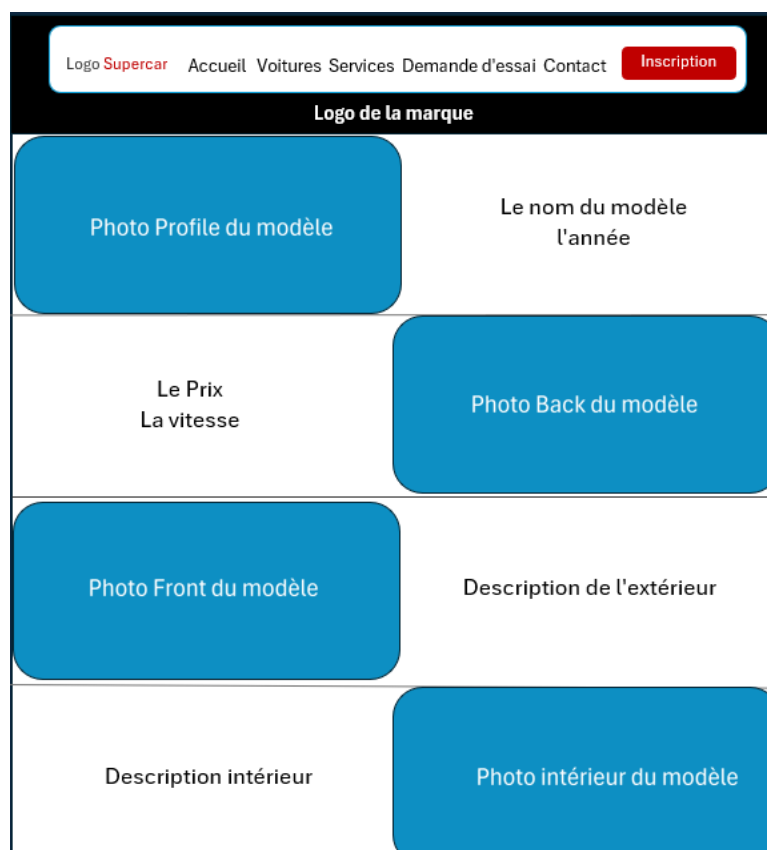 Logo Supercar Accueil Voitures Services Demande d'essai Contact Inscription
Logo de la marque
Photo Profile du modèle
Le nom du modèle
l'année
Le Prix
La vitesse
Photo Back du modèle
Photo Front du modèle
Description de l'extérieur
Description intérieur
Photo intérieur du modèle